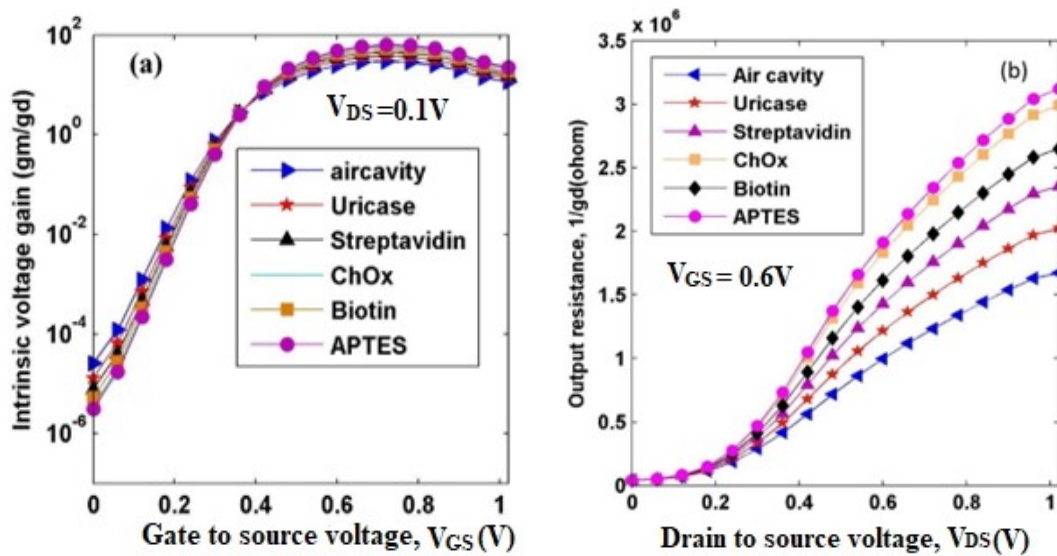 (a)
Intrinsic voltage gain (gm/gd)
10^2
10^0
10^-2
10^-4
10^-6
V_DS = 0.1V
aircavity
Uricase
Streptavidin
ChOx
Biotin
APTES
0 0.2 0.4 0.6 0.8 1
Gate to source voltage, V_GS (V)
x 10^6
(b)
Output resistance, 1/gd(ohom)
3.5
3
2.5
2
1.5
1
0.5
0
Air cavity
Uricase
Streptavidin
ChOx
Biotin
APTES
V_GS = 0.6V
0 0.2 0.4 0.6 0.8 1
Drain to source voltage, V_DS (V)